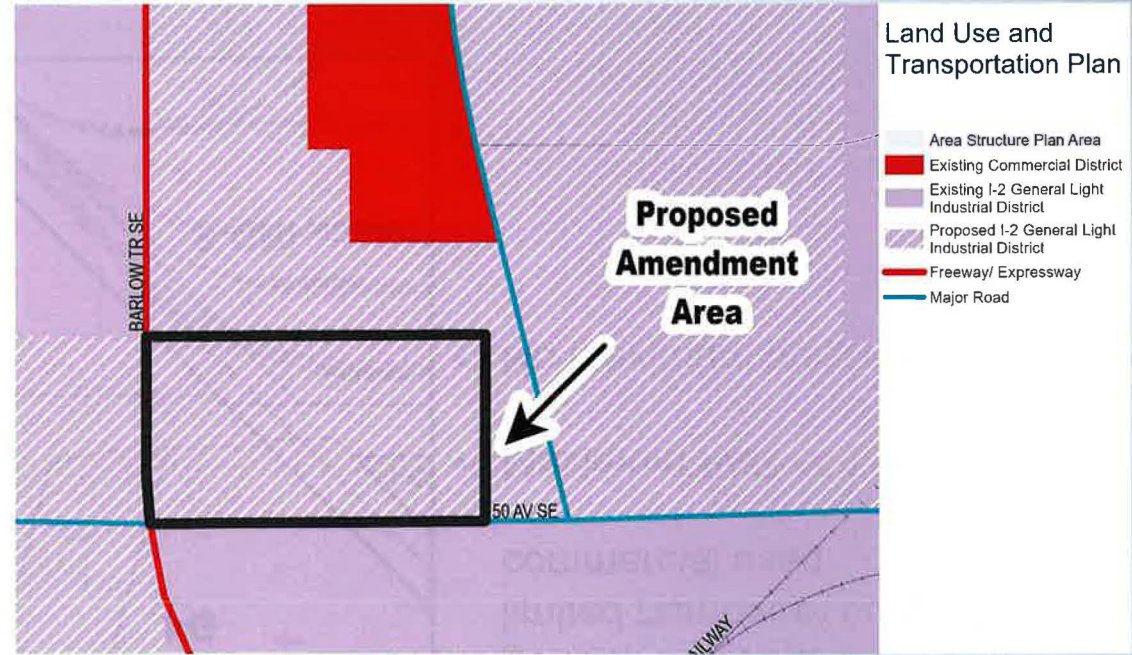 Land Use and
Transportation Plan
Area Structure Plan Area
Existing Commercial District
Existing I-2 General Light
Industrial District
Proposed I-2 General Light
Industrial District
Freeway/ Expressway
Major Road
BARLOW TR SE
Proposed
Amendment
Area
50 AV SE